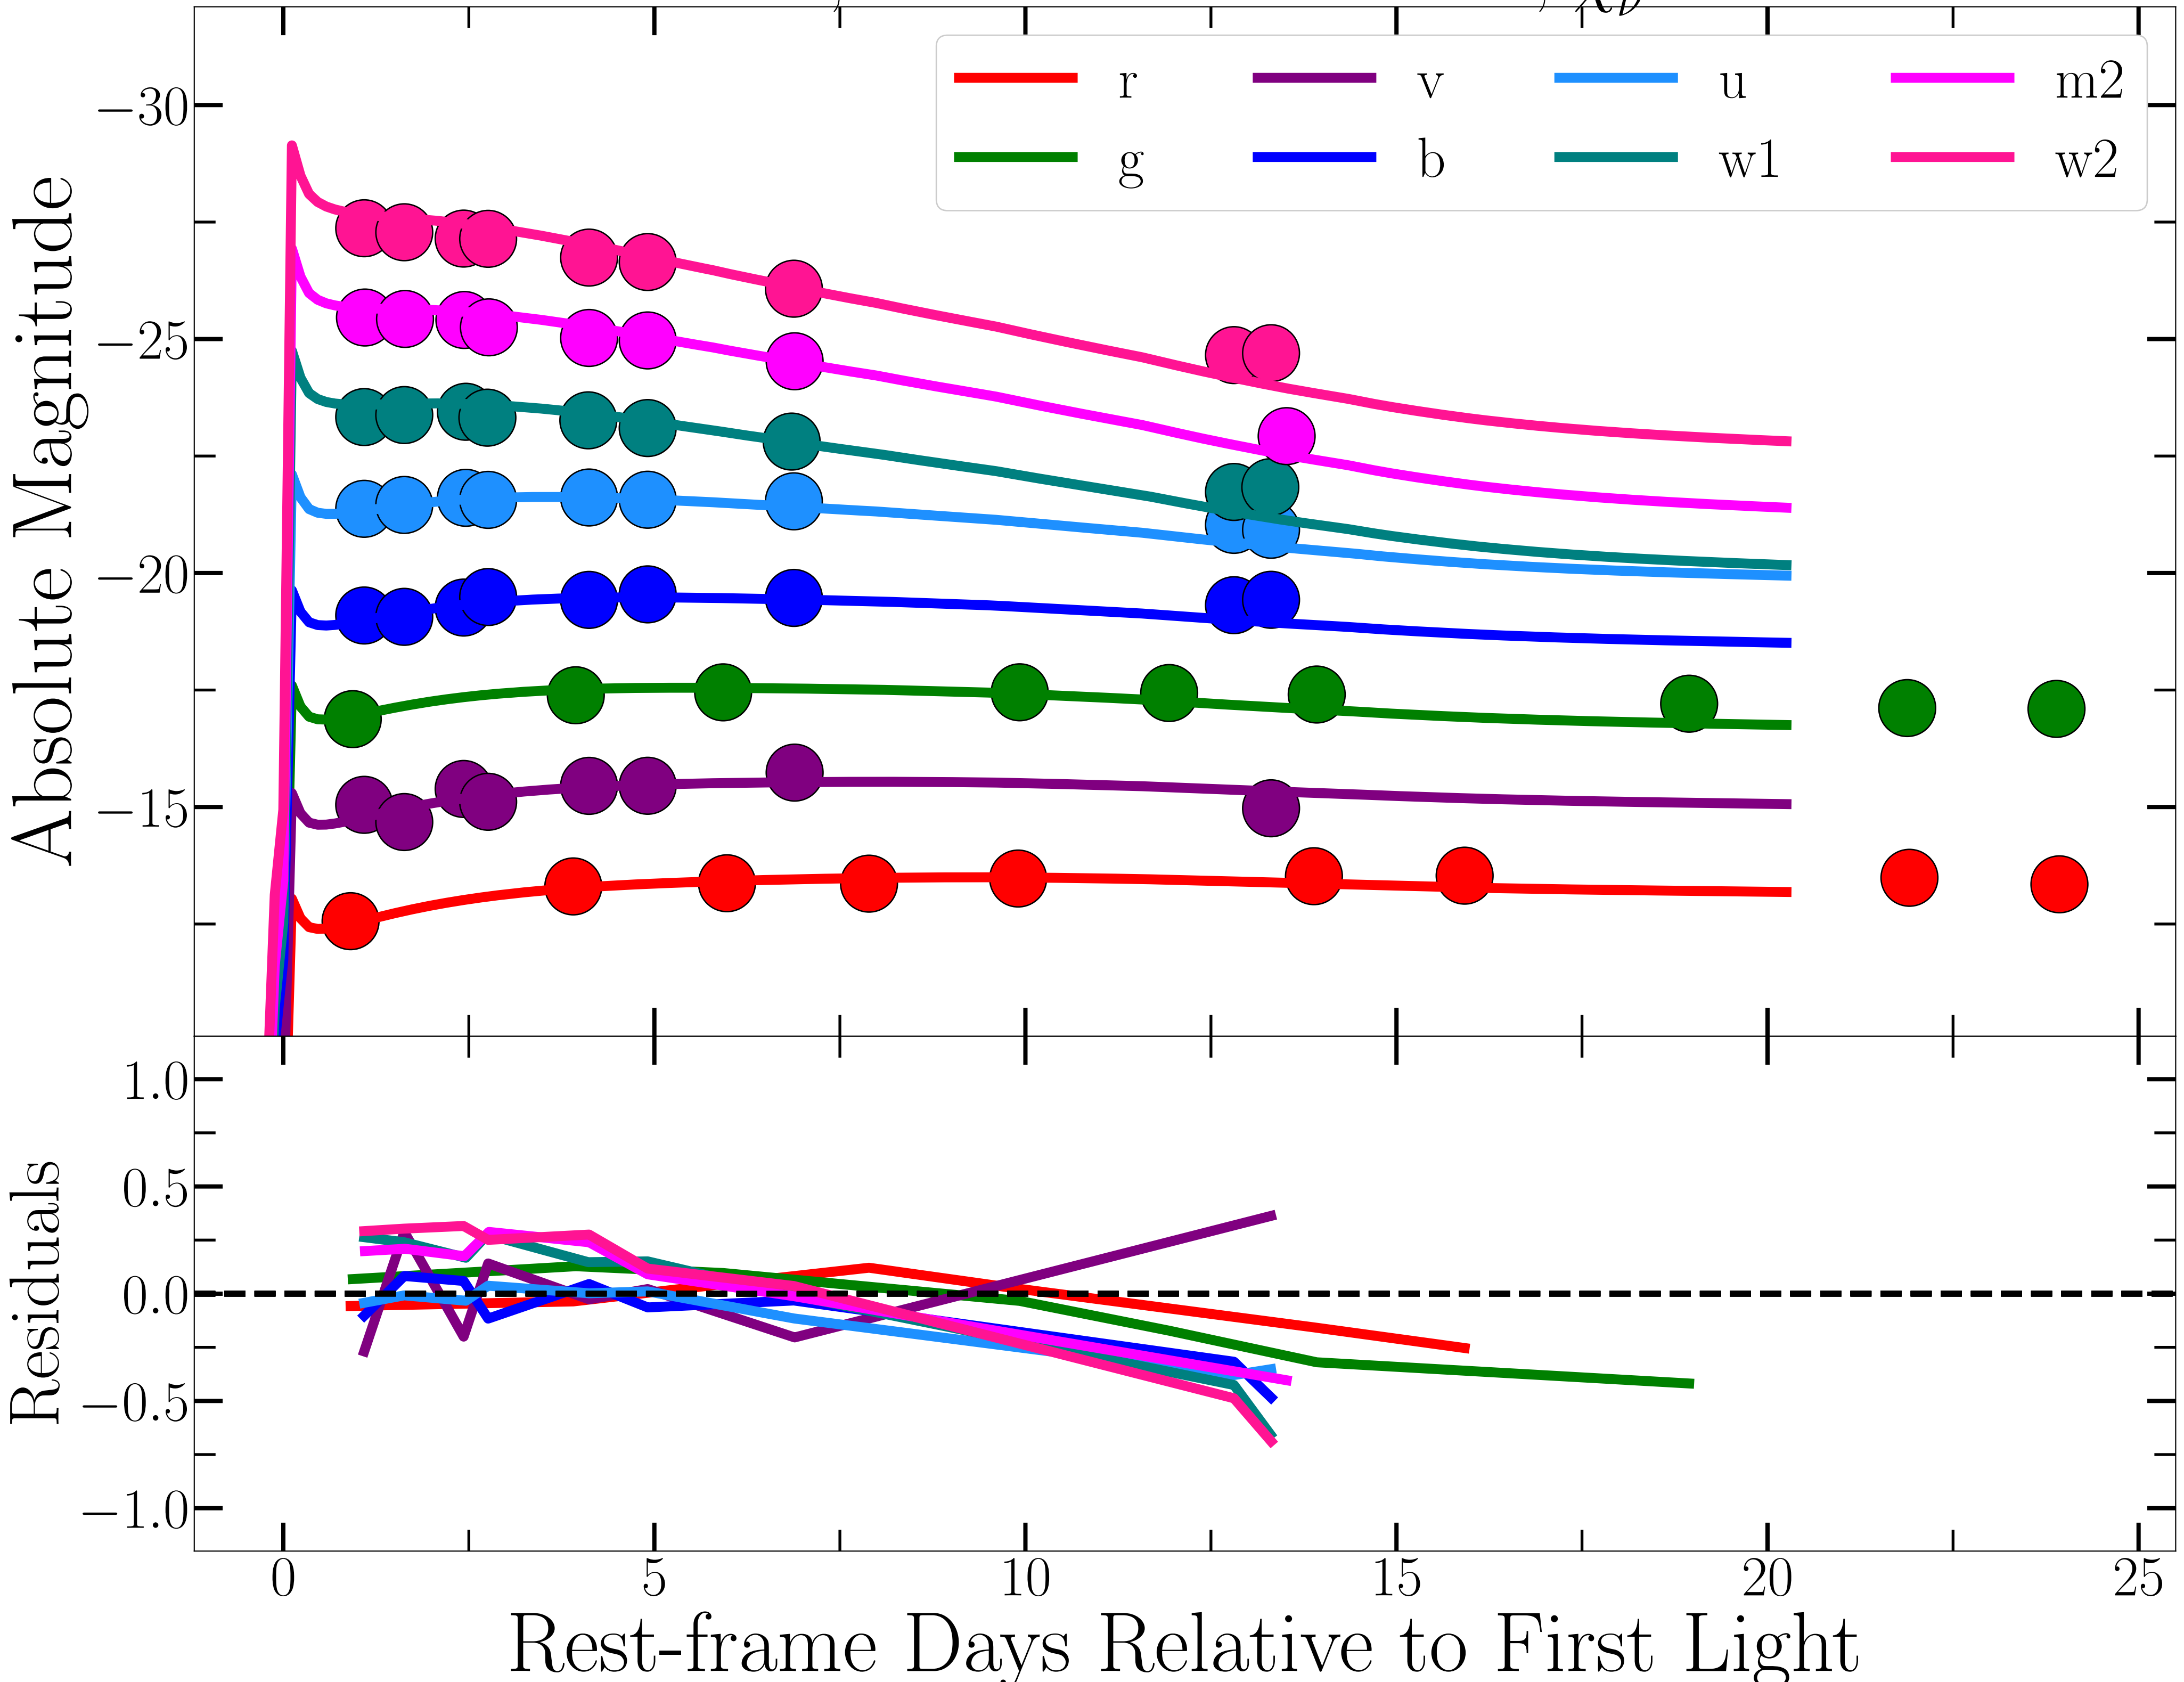 r v u m2
g b w1 w2
−30
−25
−20
−15
Absolute Magnitude
1.0
0.5
0.0
−0.5
−1.0
Residuals
0 5 10 15 20 25
Rest-frame Days Relative to First Light